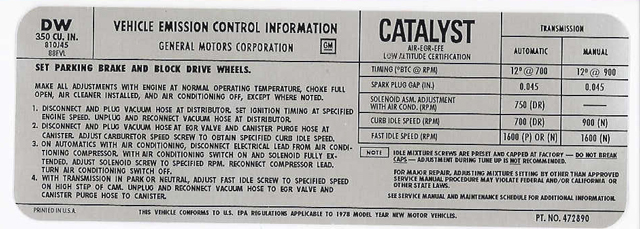 DW
350 CU. IN.
810J45
88FVL
VEHICLE EMISSION CONTROL INFORMATION
GENERAL MOTORS CORPORATION GM
CATALYST
AIR-EGR-EFE
LOW ALTITUDE CERTIFICATION
TRANSMISSION
AUTOMATIC MANUAL
TIMING (°BTC @ RPM) 12° @ 700 12° @ 900
SPARK PLUG GAP (IN.) 0.045 0.045
SOLENOID ASM. ADJUSTMENT
WITH AIR COND. (RPM) 750 (DR)
CURB IDLE SPEED (RPM) 700 (DR) 900 (N)
FAST IDLE SPEED (RPM) 1600 (P) OR (N) 1600 (N)
SET PARKING BRAKE AND BLOCK DRIVE WHEELS.
MAKE ALL ADJUSTMENTS WITH ENGINE AT NORMAL OPERATING TEMPERATURE, CHOKE FULL
OPEN, AIR CLEANER INSTALLED, AND AIR CONDITIONING OFF, EXCEPT WHERE NOTED.
1. DISCONNECT AND PLUG VACUUM HOSE AT DISTRIBUTOR. SET IGNITION TIMING AT SPECIFIED
ENGINE SPEED. UNPLUG AND RECONNECT VACUUM HOSE AT DISTRIBUTOR.
2. DISCONNECT AND PLUG VACUUM HOSE AT EGR VALVE AND CANISTER PURGE HOSE AT
CANISTER. ADJUST CARBURETOR SPEED SCREW TO OBTAIN SPECIFIED CURB IDLE SPEED.
3. ON AUTOMATICS WITH AIR CONDITIONING, DISCONNECT ELECTRICAL LEAD FROM AIR CONDI-
TIONING COMPRESSOR. WITH AIR CONDITIONING SWITCH ON AND SOLENOID FULLY EX-
TENDED. ADJUST SOLENOID SCREW TO SPECIFIED RPM. RECONNECT COMPRESSOR LEAD.
TURN AIR CONDITIONING SWITCH OFF.
4. WITH TRANSMISSION IN PARK OR NEUTRAL, ADJUST FAST IDLE SCREW TO SPECIFIED SPEED
ON HIGH STEP OF CAM. UNPLUG AND RECONNECT VACUUM HOSE TO EGR VALVE AND
CANISTER PURGE HOSE TO CANISTER.
NOTE IDLE MIXTURE SCREWS ARE PRESET AND CAPPED AT FACTORY — DO NOT BREAK
CAPS — ADJUSTMENT DURING TUNE UP IS NOT RECOMMENDED.
FOR MAJOR REPAIR, ADJUSTING MIXTURE SETTING BY OTHER THAN APPROVED
SERVICE MANUAL PROCEDURE MAY VIOLATE FEDERAL AND/OR CALIFORNIA OR
OTHER STATE LAWS.
SEE SERVICE MANUAL AND MAINTENANCE SCHEDULE FOR ADDITIONAL INFORMATION.
PRINTED IN U.S.A. THIS VEHICLE CONFORMS TO U.S. EPA REGULATIONS APPLICABLE TO 1978 MODEL YEAR NEW MOTOR VEHICLES. PT. NO. 472890